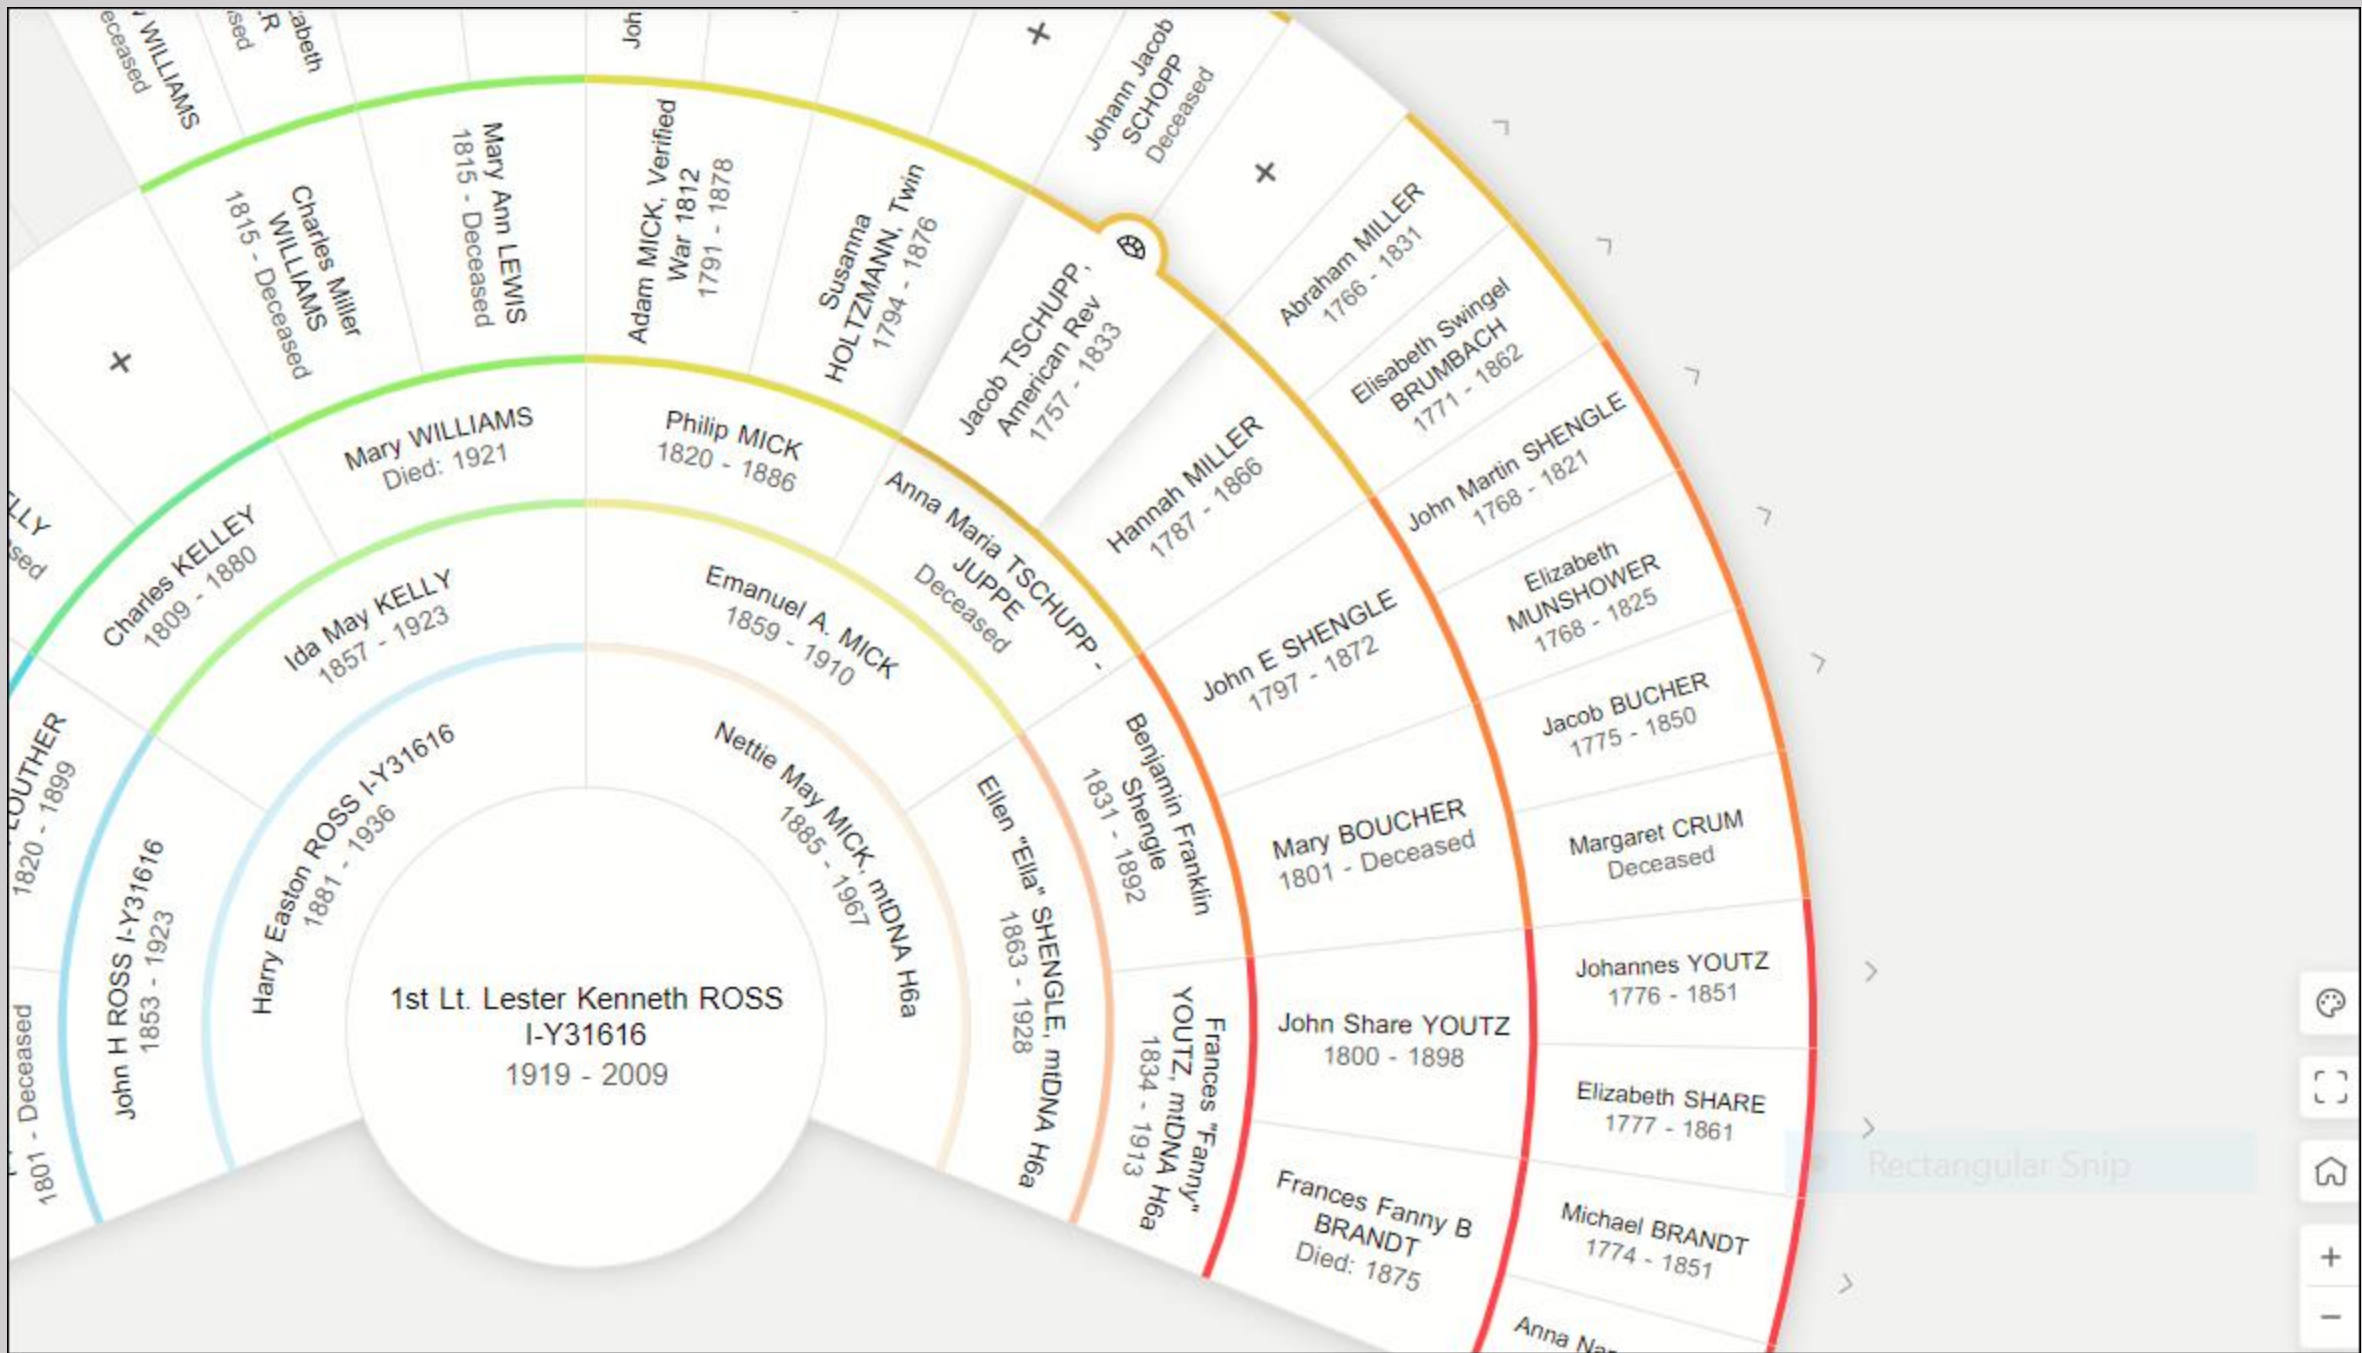 WILLIAMS
eceased
Joh
Johann Jacob
SCHOPP
Deceased
Charles Miller
WILLIAMS
1815 - Deceased
Mary Ann LEWIS
1815 - Deceased
Adam MICK, Verified
War 1812
1791 - 1878
Susanna
HOLTZMANN, Twin
1794 - 1876
Jacob TSCHUPP,
American Rev
1757 - 1833
Hannah MILLER
1787 - 1866
Abraham MILLER
1766 - 1831
Elisabeth Swingel
BRUMBACH
1771 - 1862
John Martin SHENGLE
1768 - 1821
Elizabeth
MUNSHOWER
1768 - 1825
Jacob BUCHER
1775 - 1850
Margaret CRUM
Deceased
Johannes YOUTZ
1776 - 1851
Elizabeth SHARE
1777 - 1861
Michael BRANDT
1774 - 1851
Anna
John E SHENGLE
1797 - 1872
Mary BOUCHER
1801 - Deceased
John Share YOUTZ
1800 - 1898
Frances Fanny B
BRANDT
Died: 1875
Charles KELLEY
1809 - 1880
Mary WILLIAMS
Died: 1921
Philip MICK
1820 - 1886
Anna Maria TSCHUPP -
JUPPE
Deceased
Benjamin Franklin
Shengle
1831 - 1892
Frances "Fanny"
YOUTZ, mtDNA H6a
1834 - 1913
OUTHER
1820 - 1899
1801 - Deceased
John H ROSS I-Y31616
1853 - 1923
Ida May KELLY
1857 - 1923
Emanuel A. MICK
1859 - 1910
Ellen "Ella" SHENGLE, mtDNA H6a
1863 - 1928
Harry Easton ROSS I-Y31616
1881 - 1936
Nettie May MICK, mtDNA H6a
1885 - 1967
1st Lt. Lester Kenneth ROSS
I-Y31616
1919 - 2009
Rectangular Snip